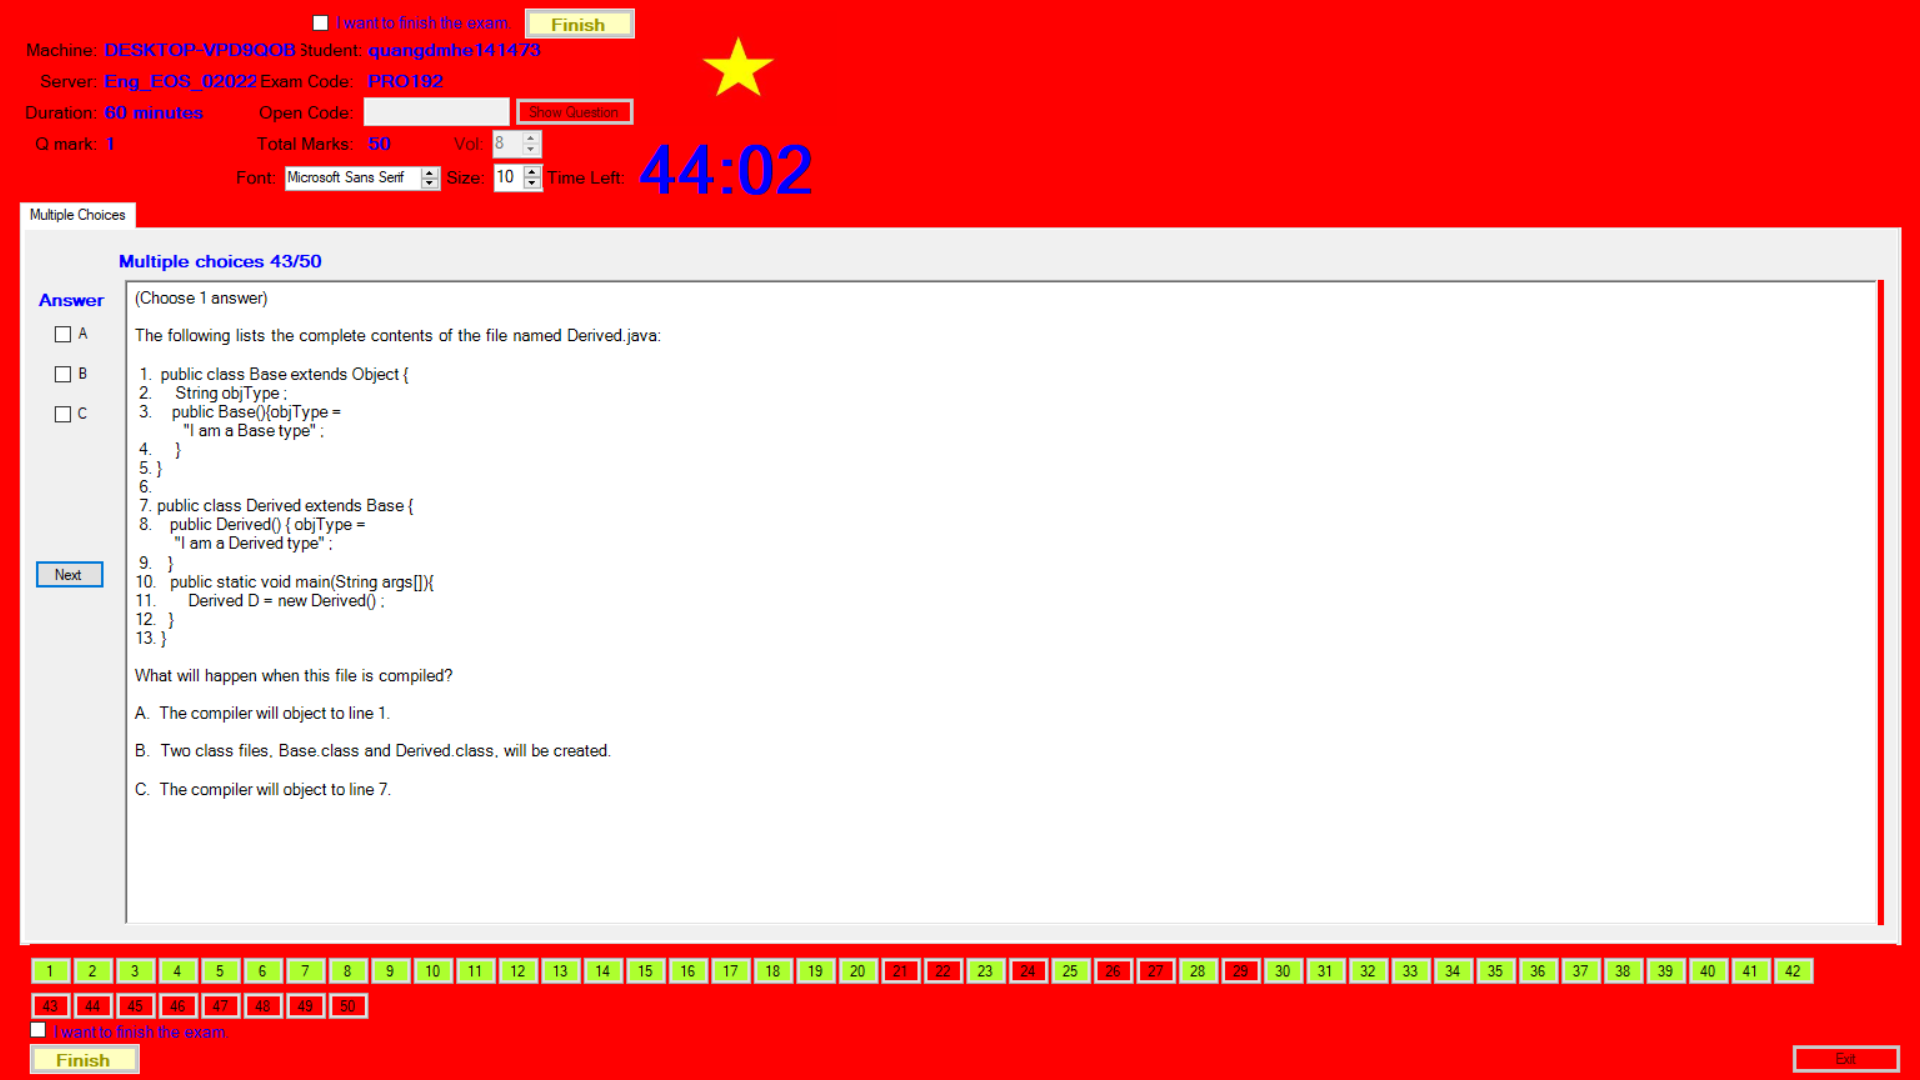 I want to finish the exam.
Finish
Machine: DESKTOP-VPD9QOB Student: quangdmhe141473
Server: Eng_EOS_02022 Exam Code: PRO192
Duration: 60 minutes Open Code: Show Question
Q mark: 1 Total Marks: 50 Vol: 8
Font: Microsoft Sans Serif Size: 10 Time Left: 44:02
Multiple Choices
Multiple choices 43/50
Answer
A
B
C
Next
(Choose 1 answer)
The following lists the complete contents of the file named Derived.java:
1. public class Base extends Object {
2. String objType ;
3. public Base(){objType =
"I am a Base type" ;
4. }
5. }
6.
7. public class Derived extends Base {
8. public Derived() { objType =
"I am a Derived type" ;
9. }
10. public static void main(String args[]){
11. Derived D = new Derived() ;
12. }
13. }
What will happen when this file is compiled?
A. The compiler will object to line 1.
B. Two class files, Base.class and Derived.class, will be created.
C. The compiler will object to line 7.
1 2 3 4 5 6 7 8 9 10 11 12 13 14 15 16 17 18 19 20 21 22 23 24 25 26 27 28 29 30 31 32 33 34 35 36 37 38 39 40 41 42
43 44 45 46 47 48 49 50
I want to finish the exam.
Finish
Exit